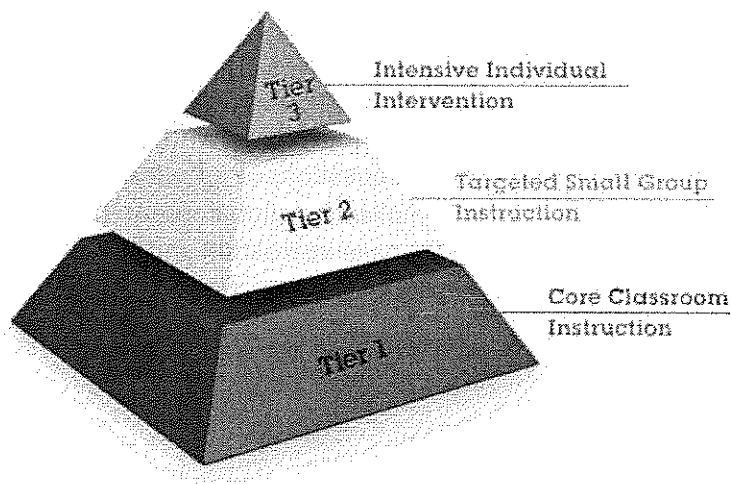 Tier
3
Intensive Individual
Intervention
Tier 2
Targeted Small Group
Instruction
Tier 1
Core Classroom
Instruction